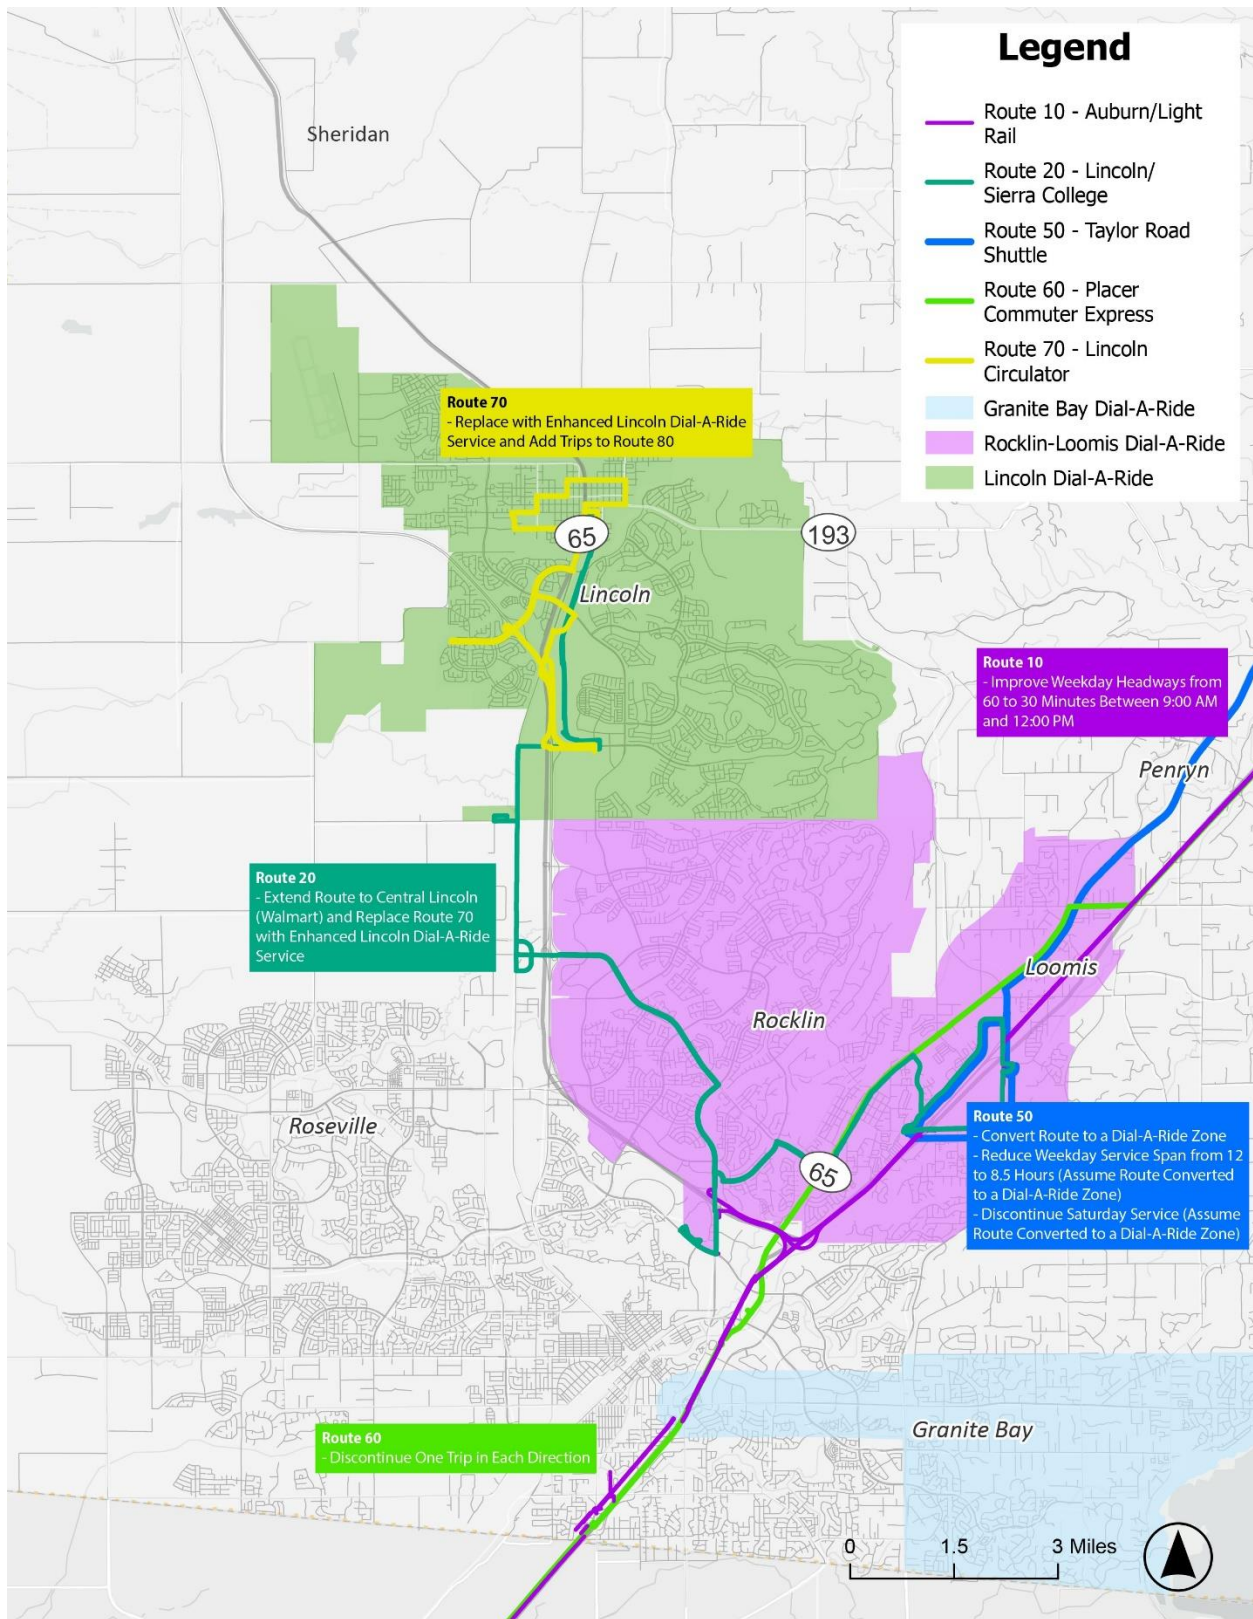 Legend
Route 10 - Auburn/Light
Rail
Route 20 - Lincoln/
Sierra College
Route 50 - Taylor Road
Shuttle
Route 60 - Placer
Commuter Express
Route 70 - Lincoln
Circulator
Granite Bay Dial-A-Ride
Rocklin-Loomis Dial-A-Ride
Lincoln Dial-A-Ride
Sheridan
Route 70
- Replace with Enhanced Lincoln Dial-A-Ride
Service and Add Trips to Route 80
65
193
Lincoln
Route 10
- Improve Weekday Headways from
60 to 30 Minutes Between 9:00 AM
and 12:00 PM
Penryn
Route 20
- Extend Route to Central Lincoln
(Walmart) and Replace Route 70
with Enhanced Lincoln Dial-A-Ride
Service
Loomis
Rocklin
Roseville
65
Route 50
- Convert Route to a Dial-A-Ride Zone
- Reduce Weekday Service Span from 12
to 8.5 Hours (Assume Route Converted
to a Dial-A-Ride Zone)
- Discontinue Saturday Service (Assume
Route Converted to a Dial-A-Ride Zone)
Granite Bay
Route 60
- Discontinue One Trip in Each Direction
0 1.5 3 Miles